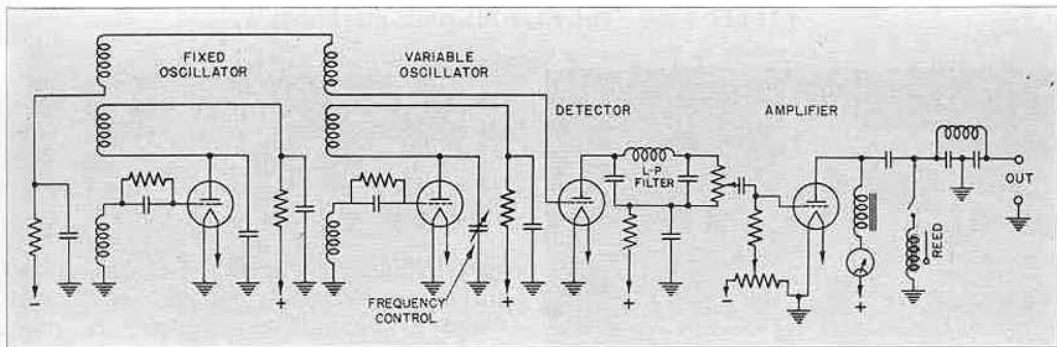 FIXED
OSCILLATOR
VARIABLE
OSCILLATOR
DETECTOR
AMPLIFIER
L-P
FILTER
OUT
REED
FREQUENCY
CONTROL
-
+
+
+
-
+